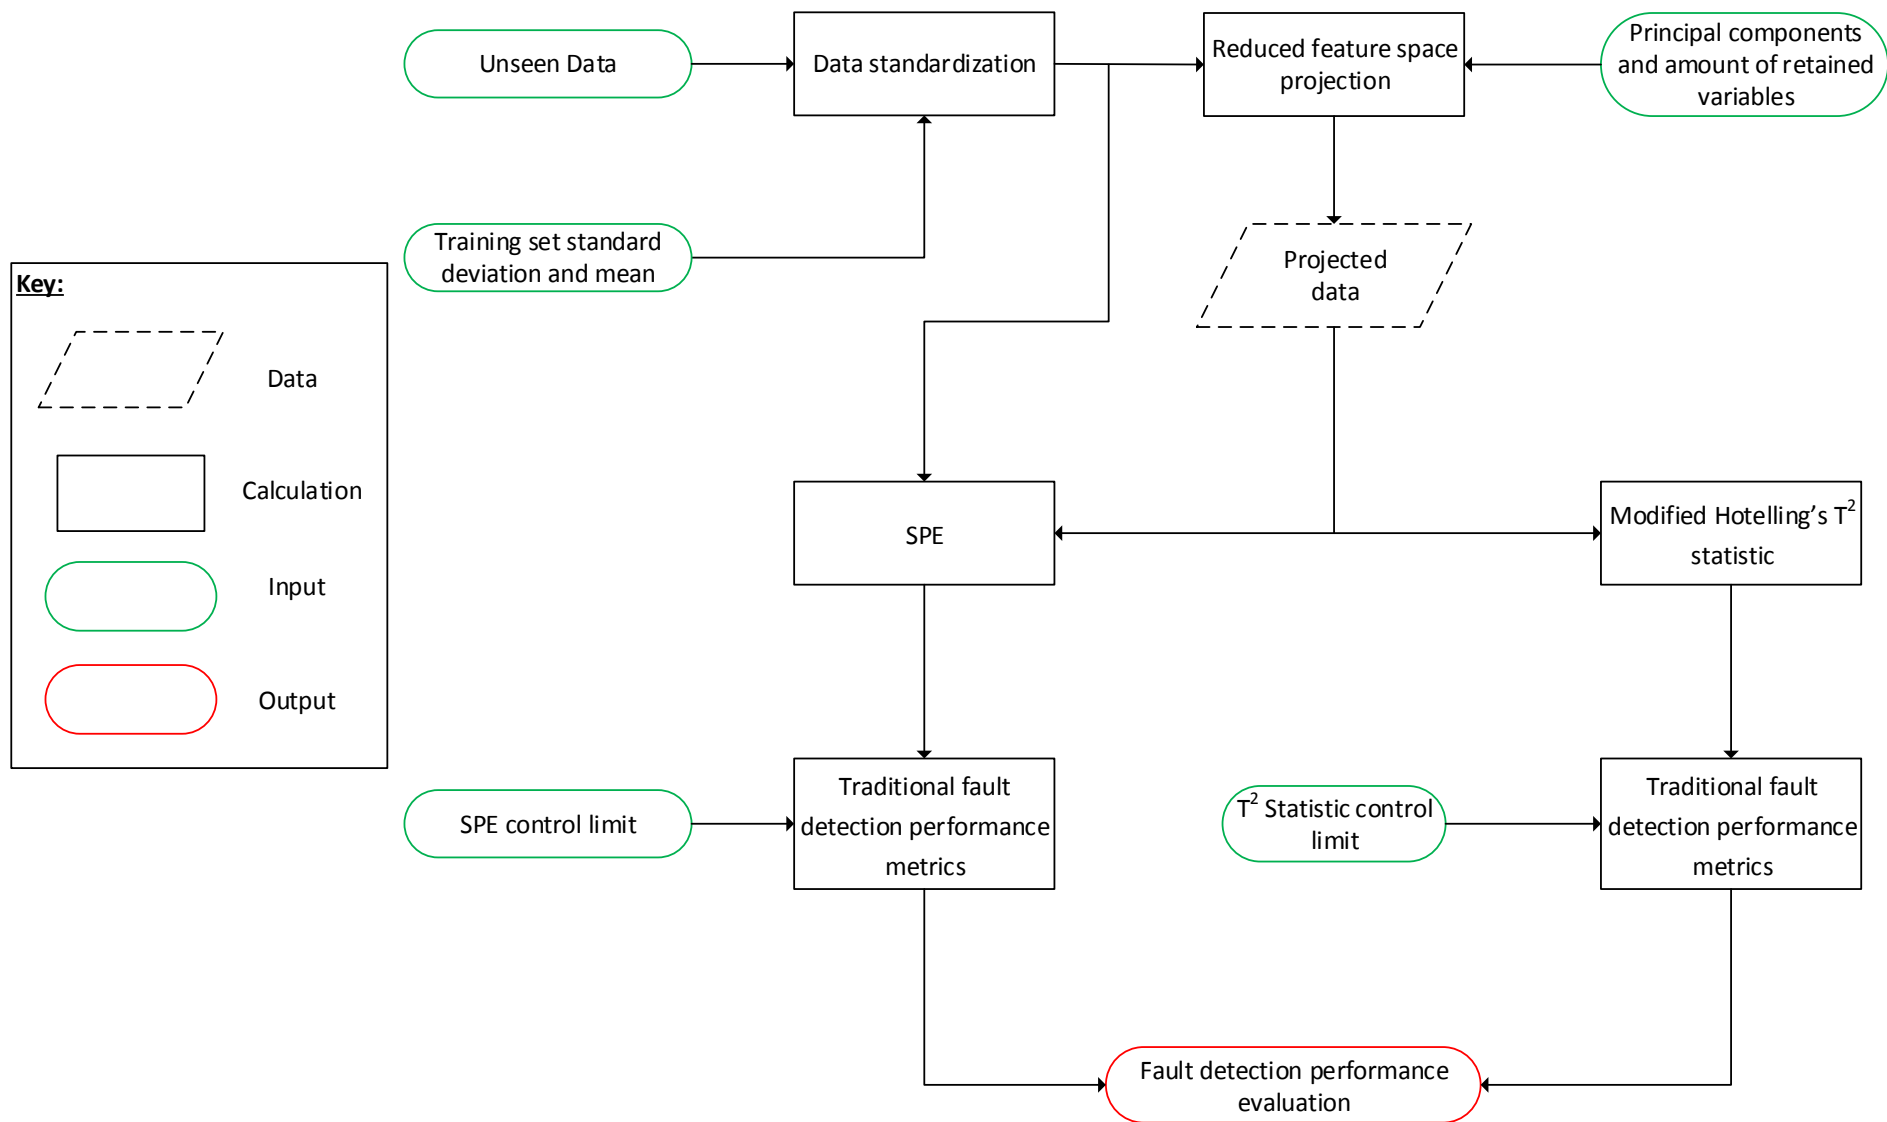 Unseen Data
Data standardization
Reduced feature space
projection
Principal components
and amount of retained
variables
Training set standard
deviation and mean
Projected
data
Key:
Data
Calculation
Input
Output
SPE
Modified Hotelling’s T²
statistic
SPE control limit
Traditional fault
detection performance
metrics
T² Statistic control
limit
Traditional fault
detection performance
metrics
Fault detection performance
evaluation